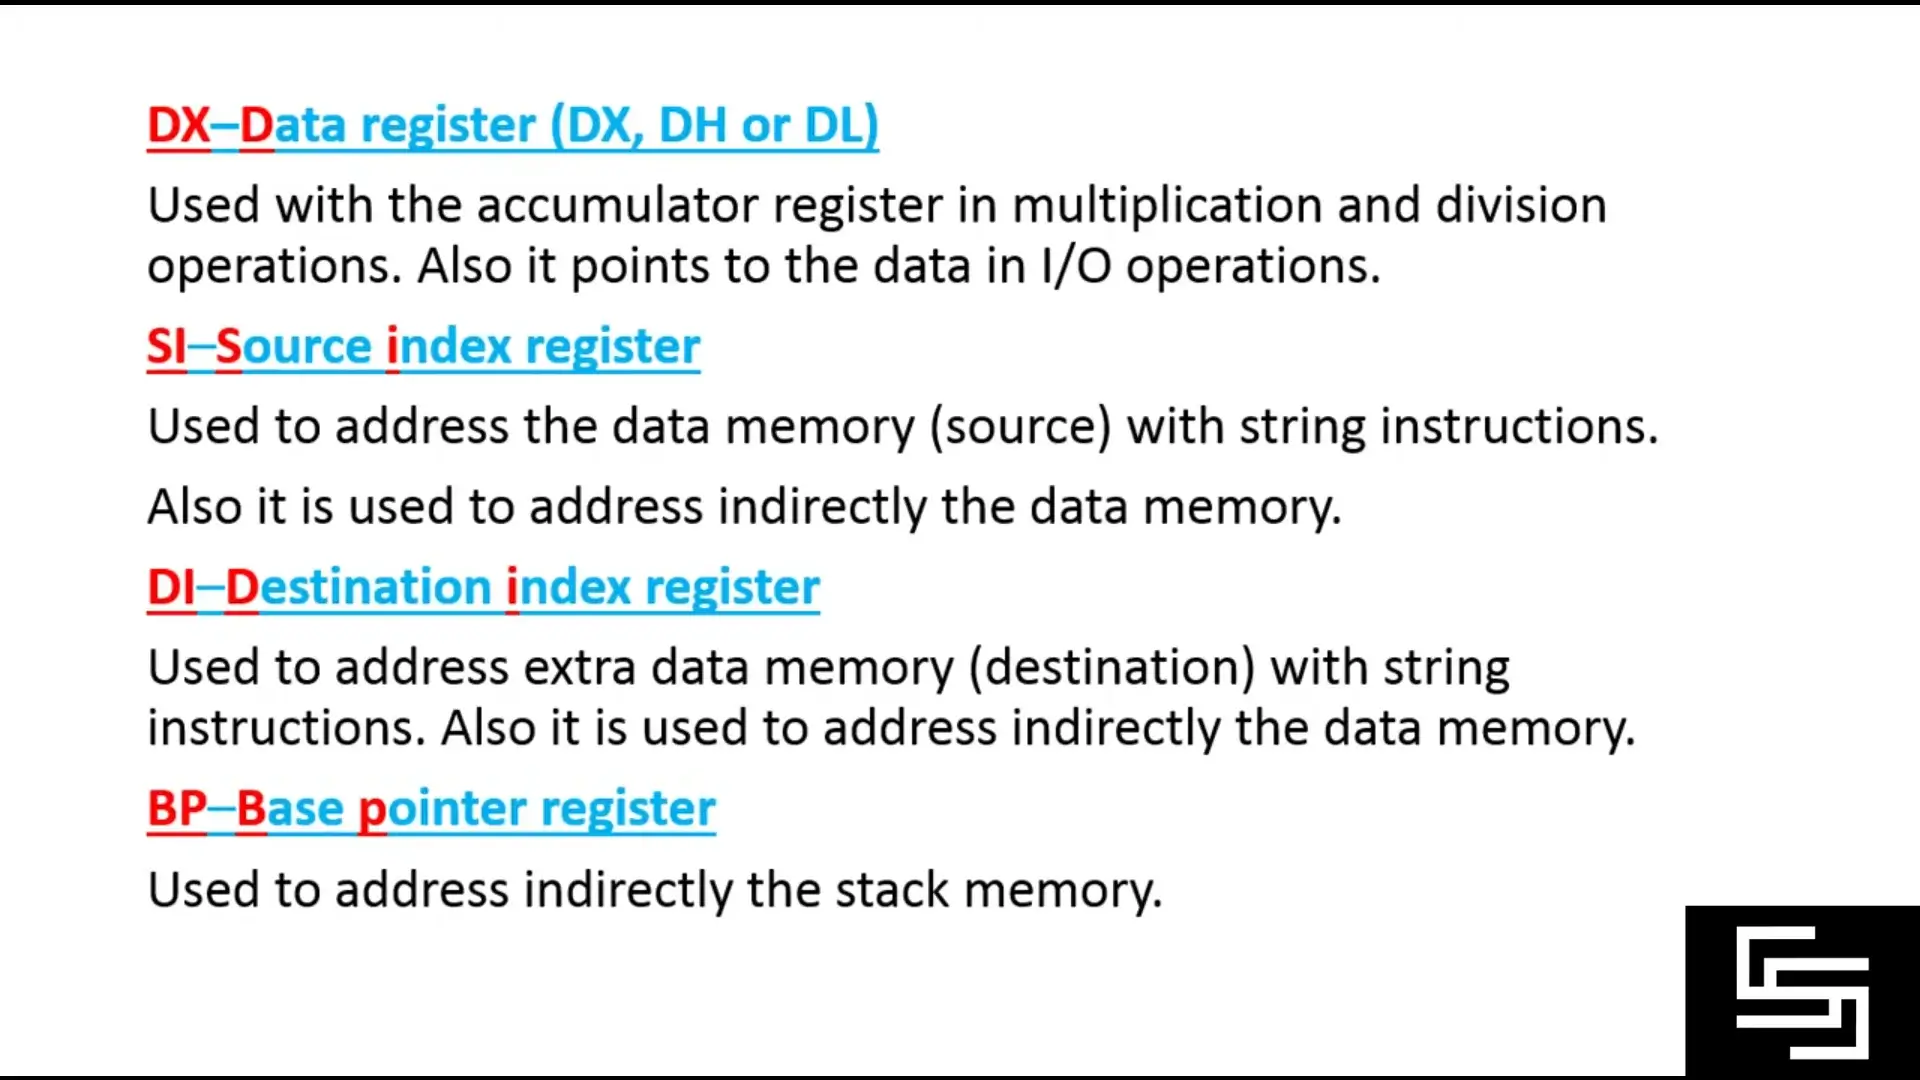 DX–Data register (DX, DH or DL)
Used with the accumulator register in multiplication and division
operations. Also it points to the data in I/O operations.
SI–Source index register
Used to address the data memory (source) with string instructions.
Also it is used to address indirectly the data memory.
DI–Destination index register
Used to address extra data memory (destination) with string
instructions. Also it is used to address indirectly the data memory.
BP–Base pointer register
Used to address indirectly the stack memory.